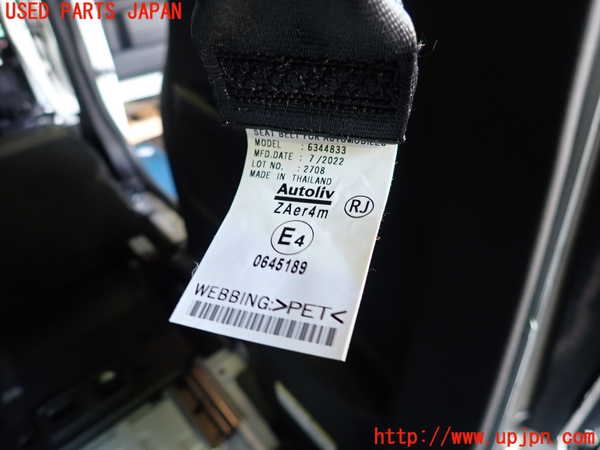 USED PARTS JAPAN
SEAT BELT FOR AUTOMOBILES
MODEL : 6344833
MFD.DATE : 7/2022
LOT NO. : 2708
MADE IN THAILAND
Autoliv
ZAer4m
RJ
E4
0645189
WEBBING:>PET<
http://www.upjpn.com/